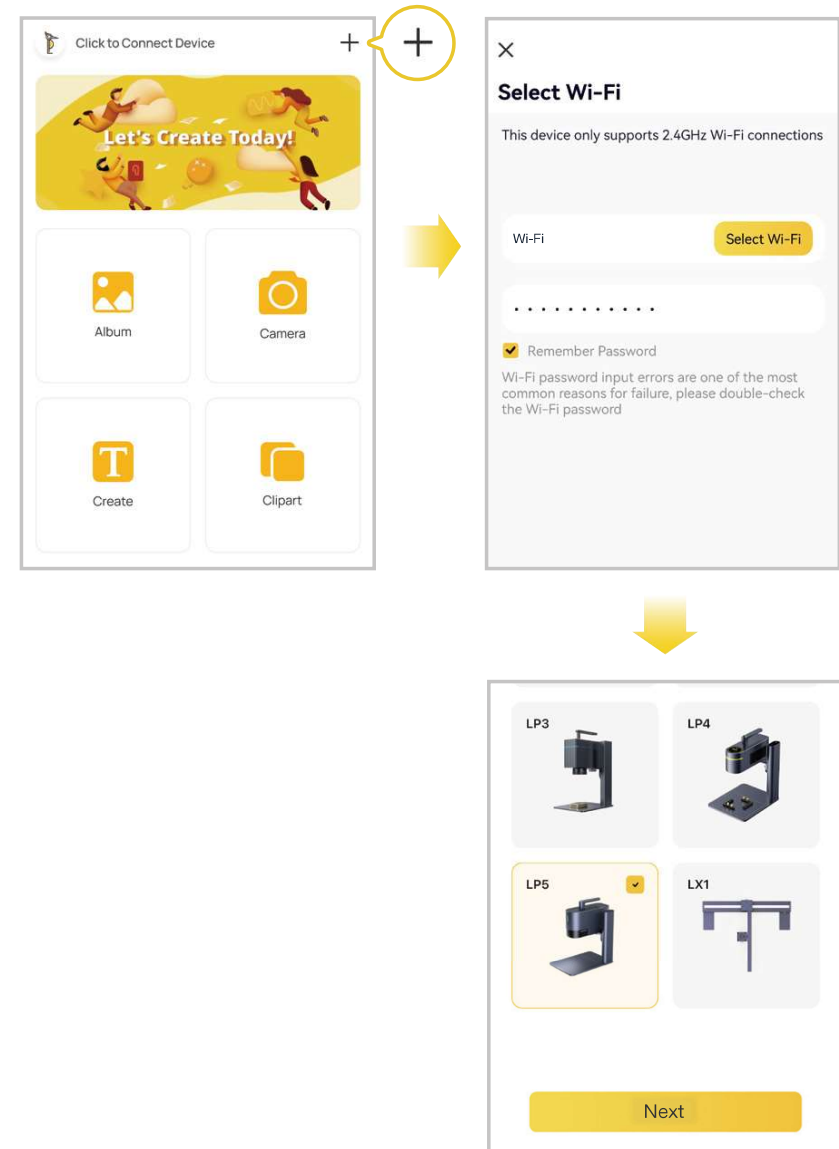 Click to Connect Device
Let's Create Today!
Album
Camera
Create
Clipart
Select Wi-Fi
This device only supports 2.4GHz Wi-Fi connections
Wi-Fi
Select Wi-Fi
Remember Password
Wi-Fi password input errors are one of the most
common reasons for failure, please double-check
the Wi-Fi password
LP3
LP4
LP5
LX1
Next